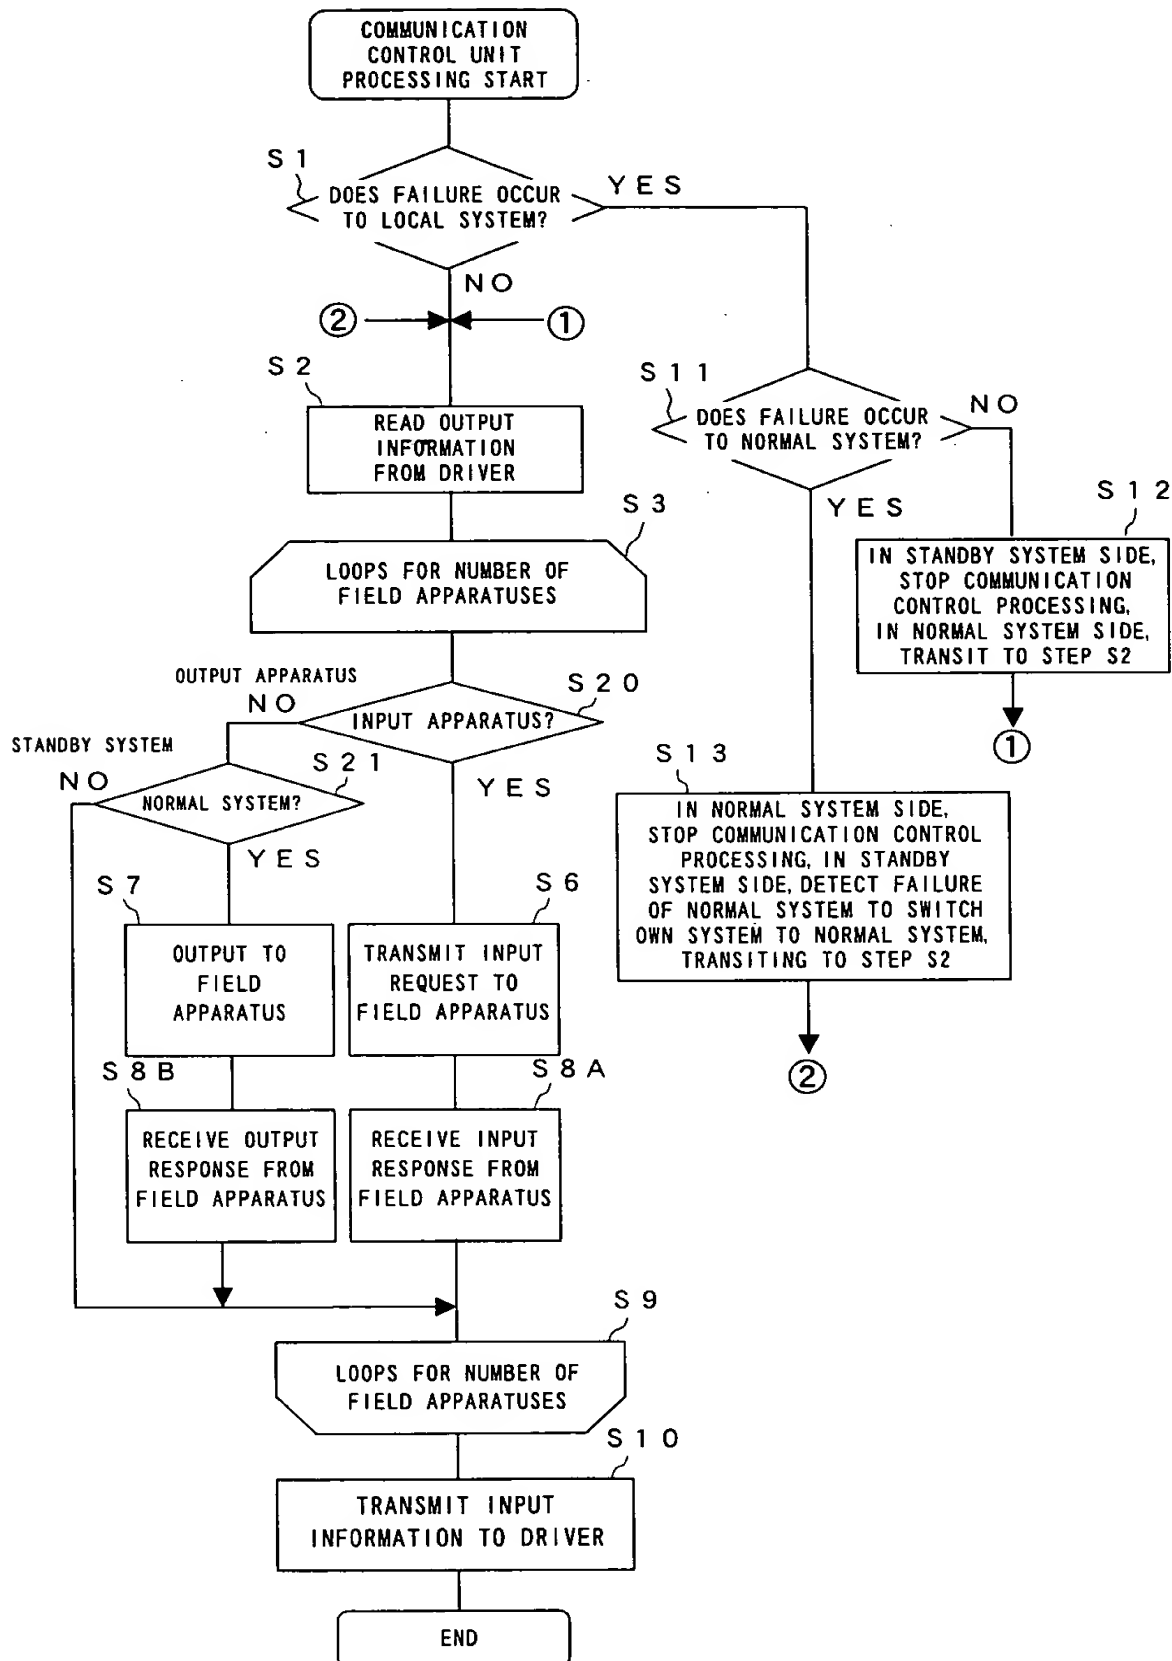 COMMUNICATION
CONTROL UNIT
PROCESSING START
S1
DOES FAILURE OCCUR
TO LOCAL SYSTEM?
YES
NO
②
①
S2
READ OUTPUT
INFORMATION
FROM DRIVER
S11
DOES FAILURE OCCUR
TO NORMAL SYSTEM?
NO
YES
S12
IN STANDBY SYSTEM SIDE,
STOP COMMUNICATION
CONTROL PROCESSING,
IN NORMAL SYSTEM SIDE,
TRANSIT TO STEP S2
①
S3
LOOPS FOR NUMBER OF
FIELD APPARATUSES
OUTPUT APPARATUS
NO
S20
INPUT APPARATUS?
YES
STANDBY SYSTEM
NO
S21
NORMAL SYSTEM?
YES
S13
IN NORMAL SYSTEM SIDE,
STOP COMMUNICATION CONTROL
PROCESSING, IN STANDBY
SYSTEM SIDE, DETECT FAILURE
OF NORMAL SYSTEM TO SWITCH
OWN SYSTEM TO NORMAL SYSTEM,
TRANSITING TO STEP S2
②
S7
OUTPUT TO
FIELD
APPARATUS
S6
TRANSMIT INPUT
REQUEST TO
FIELD APPARATUS
S8B
RECEIVE OUTPUT
RESPONSE FROM
FIELD APPARATUS
S8A
RECEIVE INPUT
RESPONSE FROM
FIELD APPARATUS
S9
LOOPS FOR NUMBER OF
FIELD APPARATUSES
S10
TRANSMIT INPUT
INFORMATION TO DRIVER
END